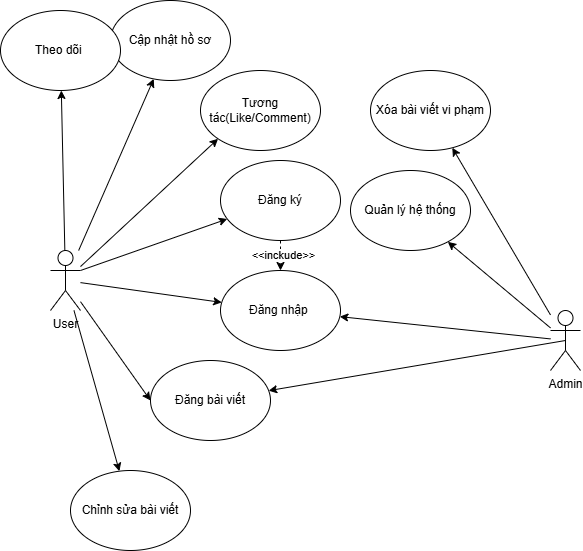 Theo dõi
Cập nhật hồ sơ
Tương
tác(Like/Comment)
Xóa bài viết vi phạm
Đăng ký
Quản lý hệ thống
<<inckude>>
Đăng nhập
User
Admin
Đăng bài viết
Chỉnh sửa bài viết